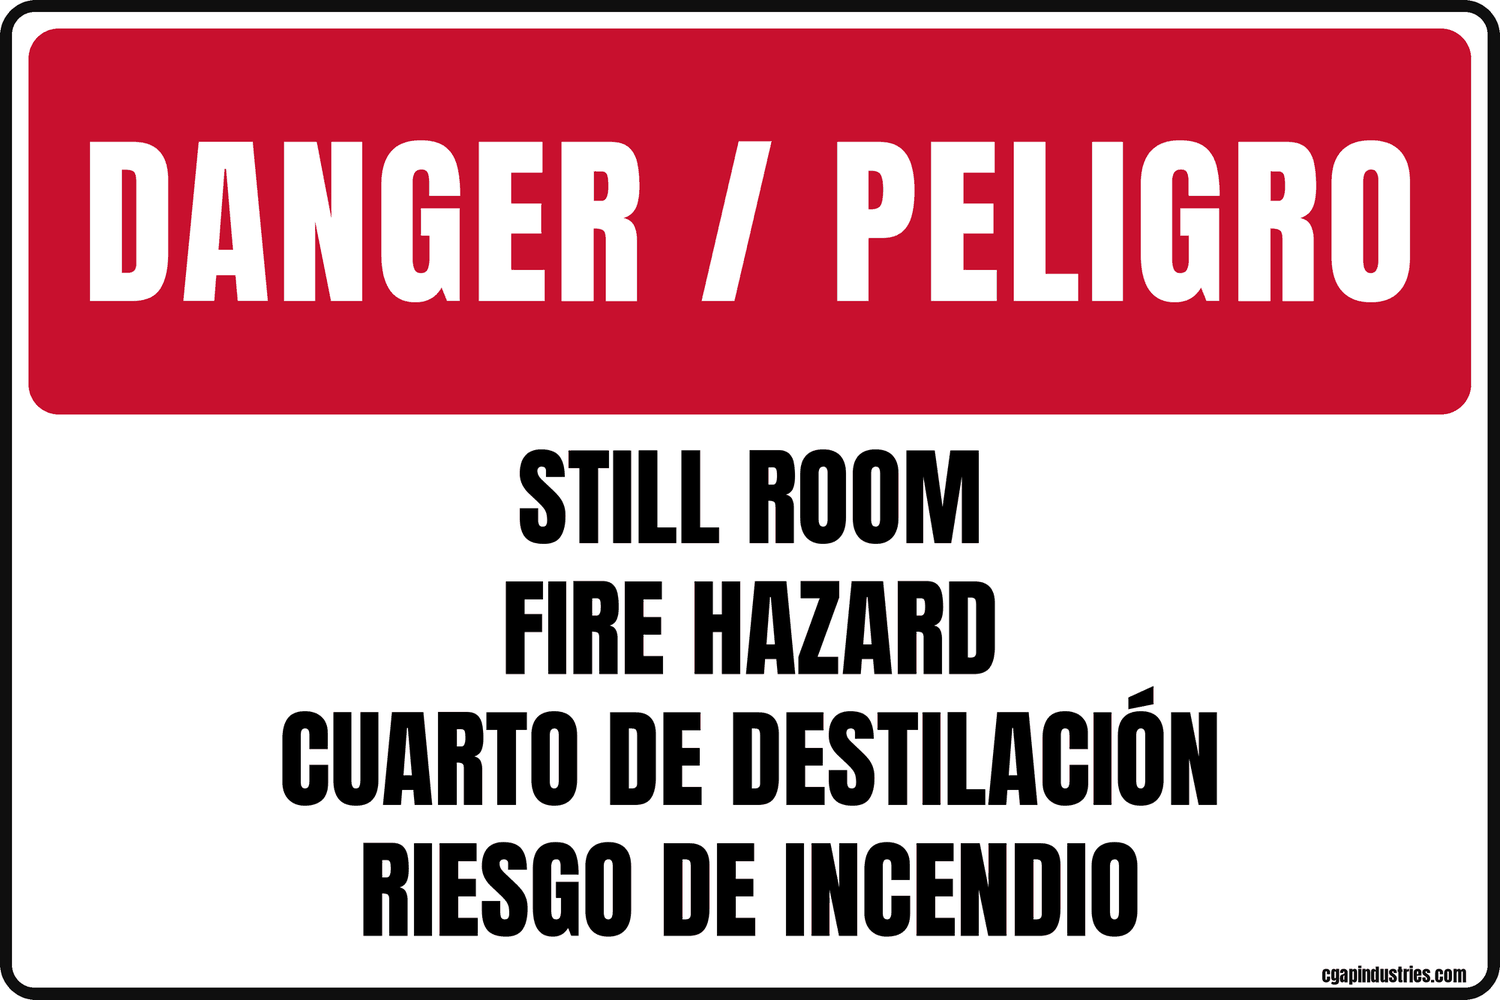 DANGER / PELIGRO
STILL ROOM
FIRE HAZARD
CUARTO DE DESTILACIÓN
RIESGO DE INCENDIO
cgapindustries.com